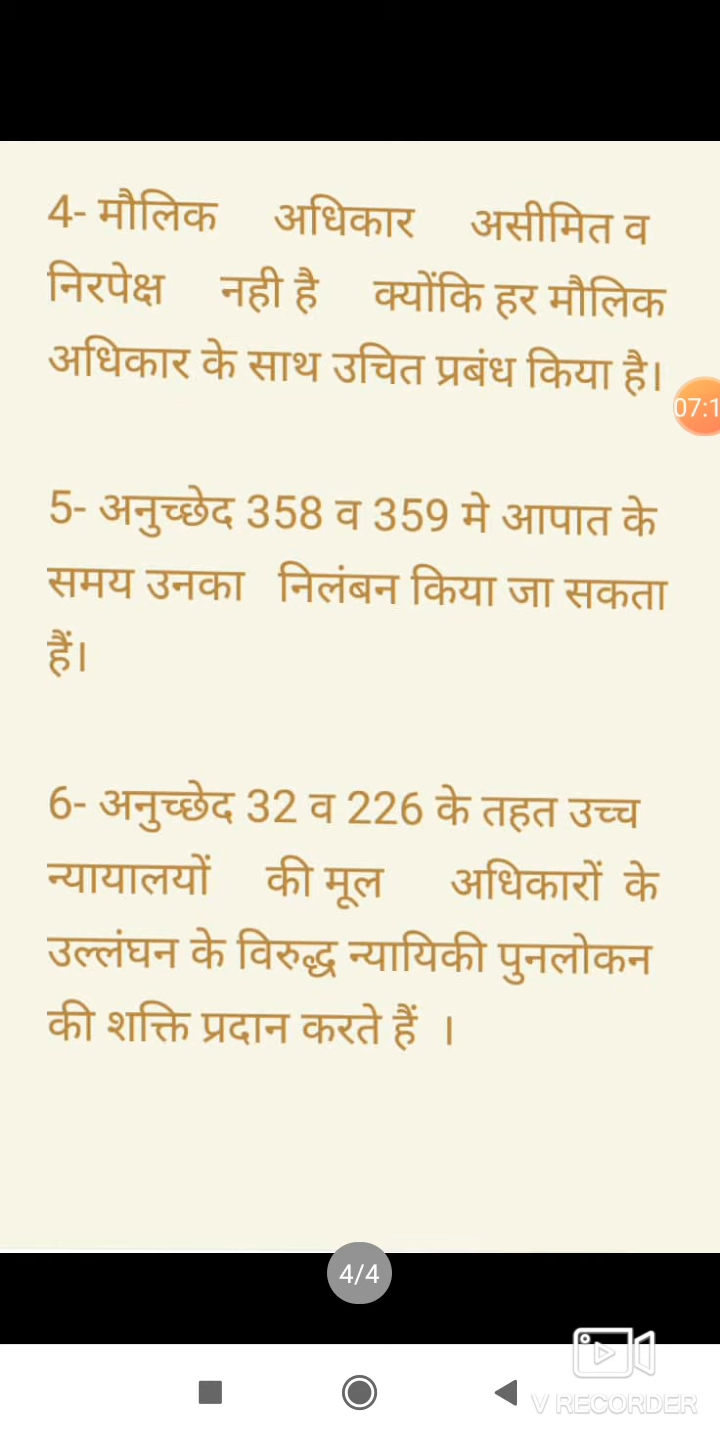 4- मौलिक अधिकार असीमित व
निरपेक्ष नही है क्योंकि हर मौलिक
अधिकार के साथ उचित प्रबंध किया है।
07:1
5- अनुच्छेद 358 व 359 मे आपात के
समय उनका निलंबन किया जा सकता
हैं।
6- अनुच्छेद 32 व 226 के तहत उच्च
न्यायालयों की मूल अधिकारों के
उल्लंघन के विरुद्ध न्यायिकी पुनलोकन
की शक्ति प्रदान करते हैं ।
4/4
V RECORDER